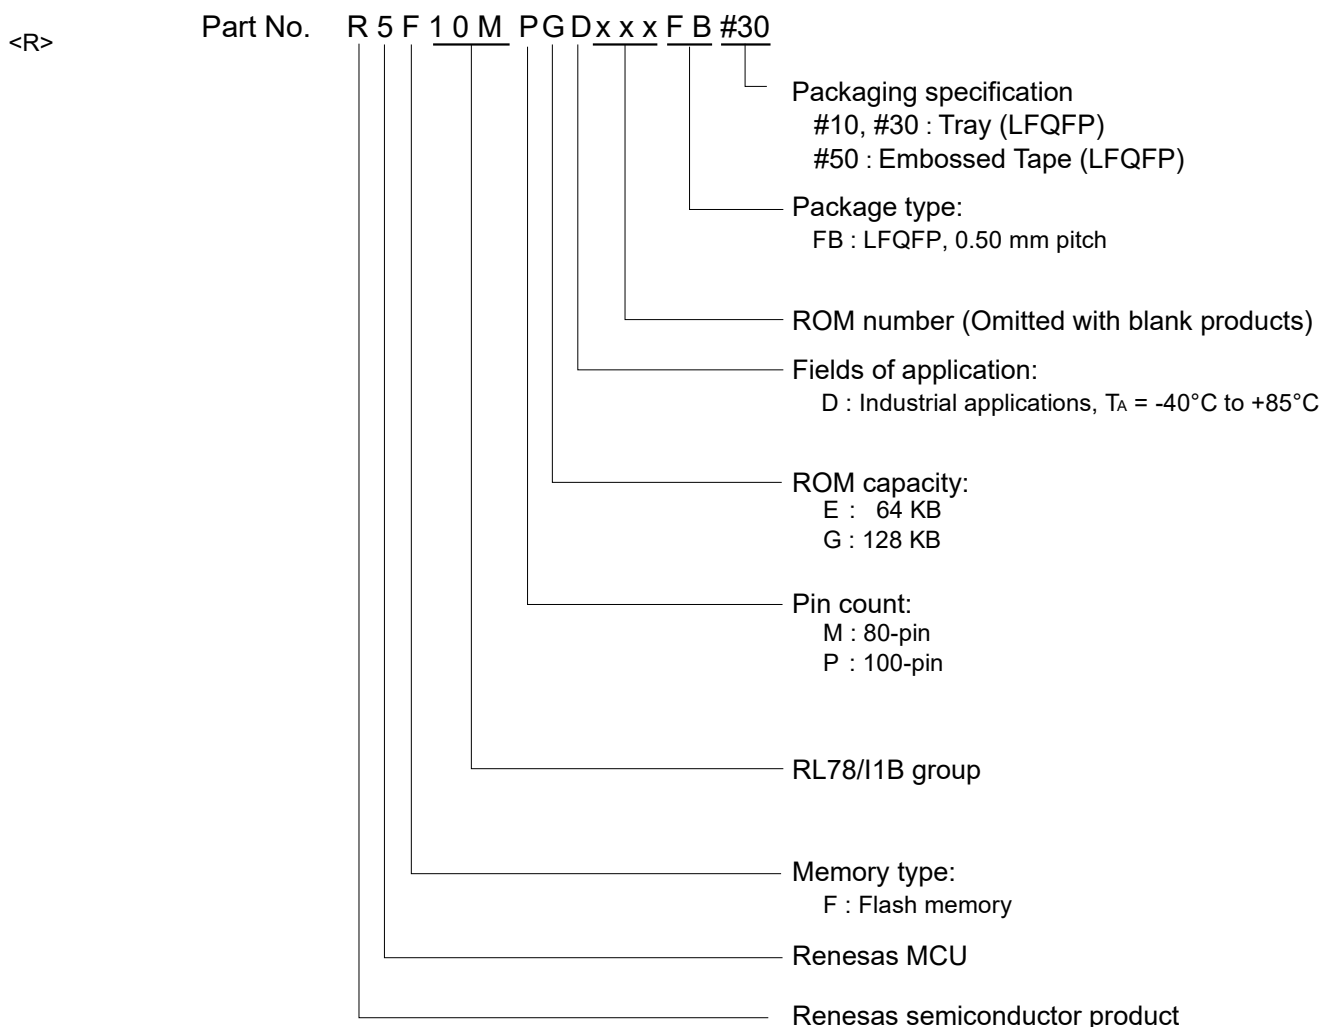 <R>
Part No. R 5 F 1 0 M P G D x x x F B #30
Packaging specification
#10, #30 : Tray (LFQFP)
#50 : Embossed Tape (LFQFP)
Package type:
FB : LFQFP, 0.50 mm pitch
ROM number (Omitted with blank products)
Fields of application:
D : Industrial applications, TA = -40°C to +85°C
ROM capacity:
E : 64 KB
G : 128 KB
Pin count:
M : 80-pin
P : 100-pin
RL78/I1B group
Memory type:
F : Flash memory
Renesas MCU
Renesas semiconductor product